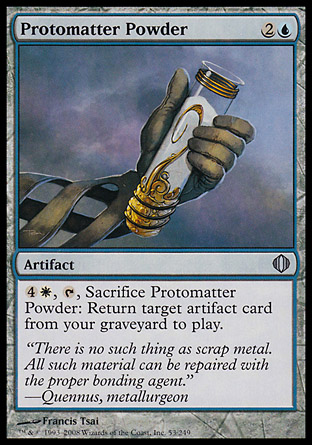 Protomatter Powder 2
Artifact
4 , , Sacrifice Protomatter
Powder: Return target artifact card
from your graveyard to play.
“There is no such thing as scrap metal.
All such material can be repaired with
the proper bonding agent.”
—Quennus, metallurgeon
Francis Tsai
™ & © 1993–2008 Wizards of the Coast, Inc. 53/249